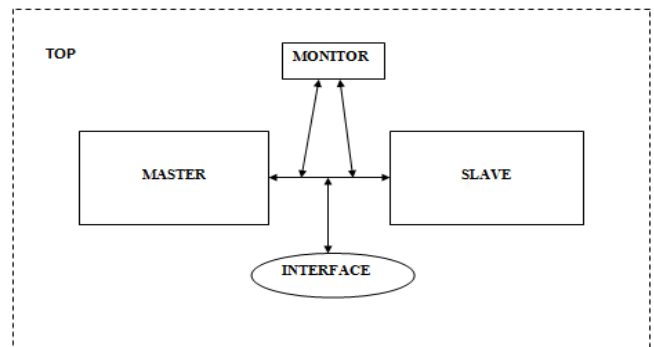 TOP
MONITOR
MASTER
SLAVE
INTERFACE